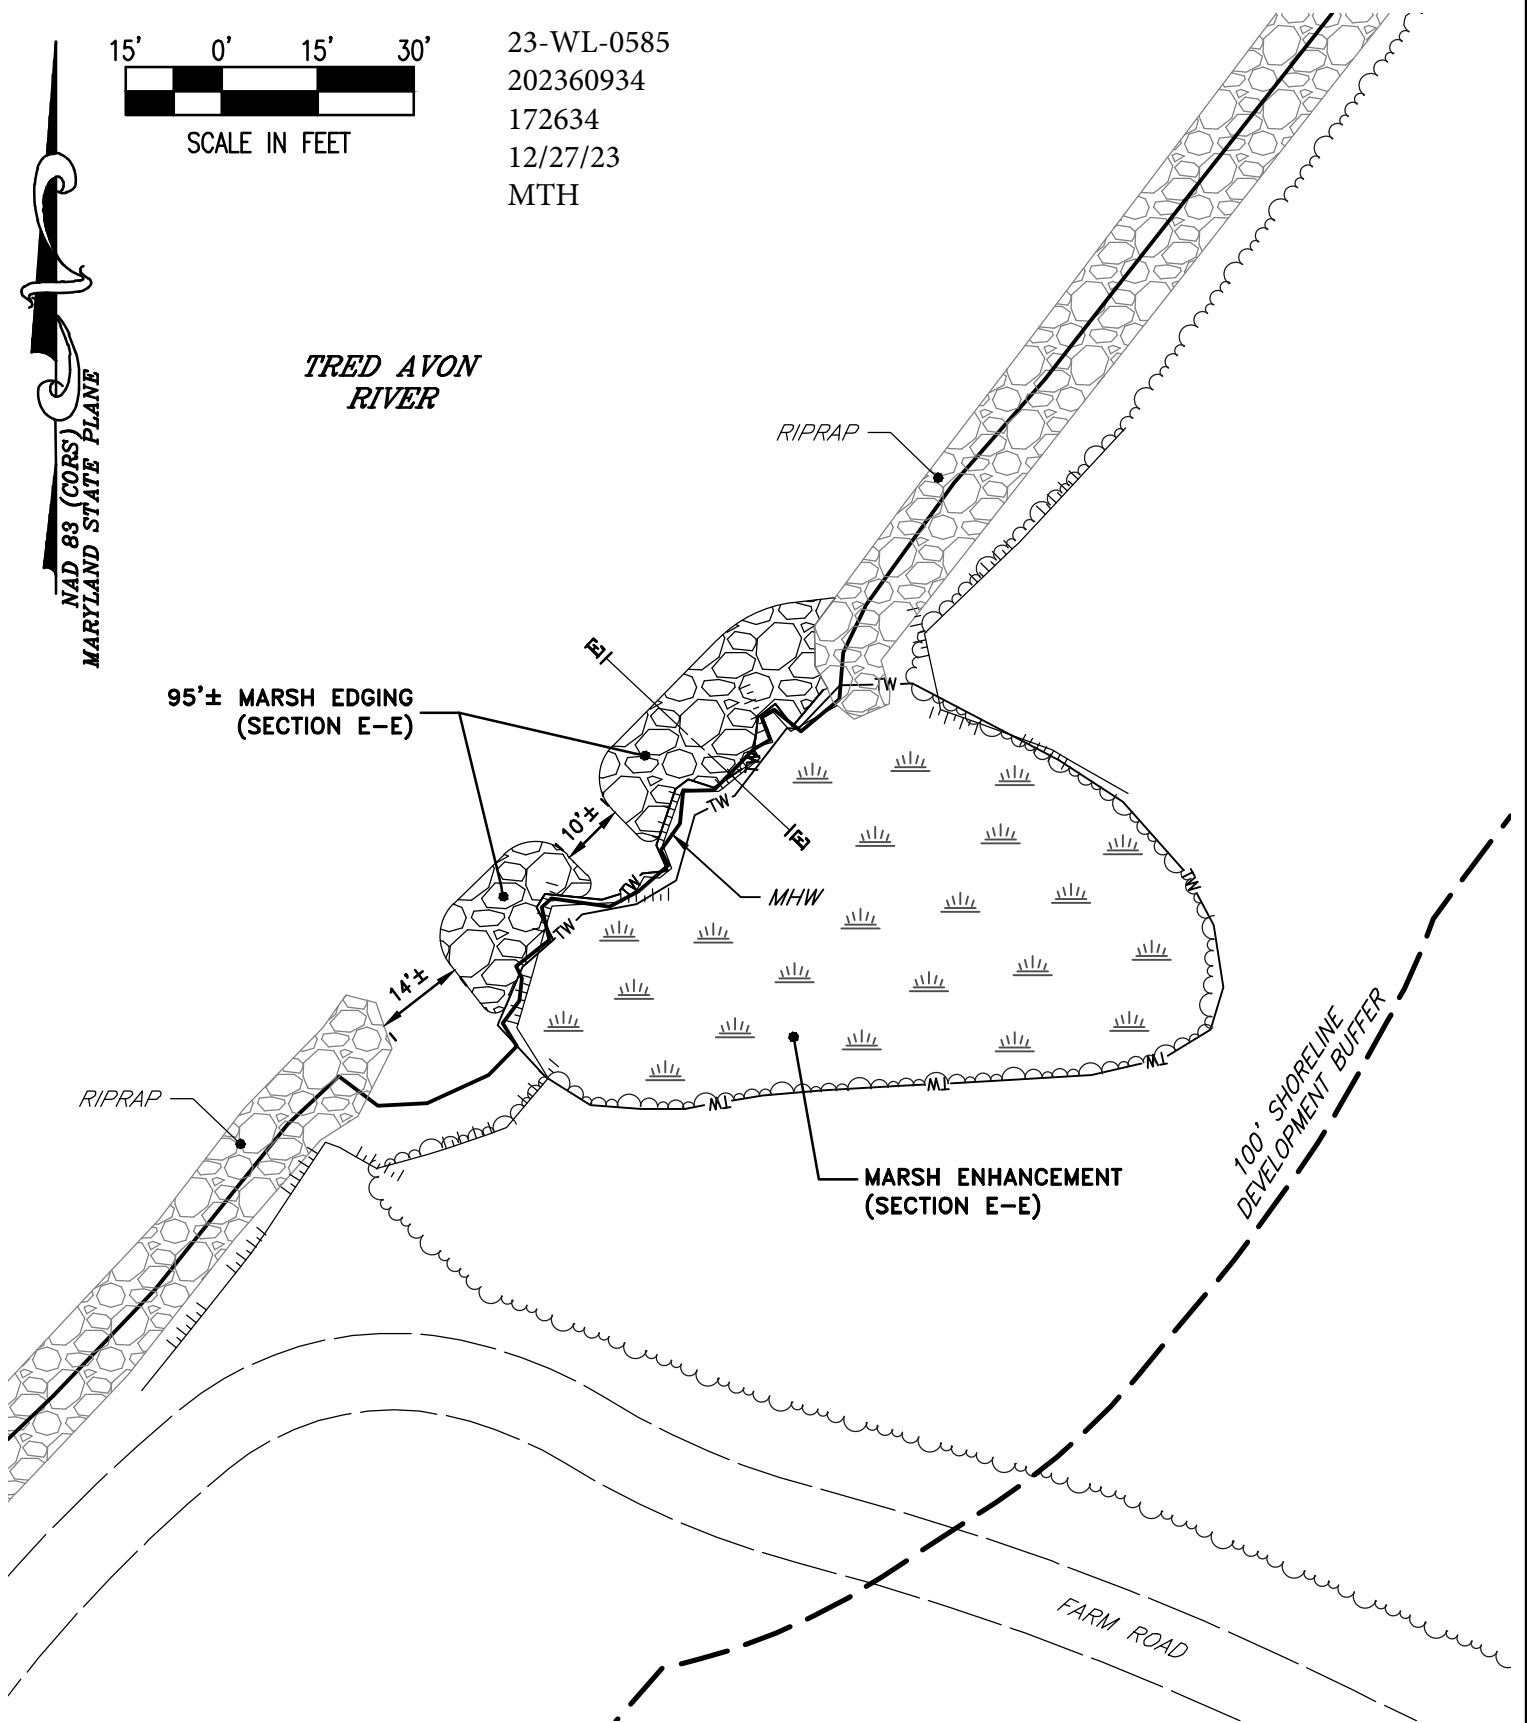 15' 0' 15' 30'
SCALE IN FEET
23-WL-0585
202360934
172634
12/27/23
MTH
NAD 83 (CORS)
MARYLAND STATE PLANE
TRED AVON
RIVER
RIPRAP
E
95'± MARSH EDGING
(SECTION E-E)
TW
TW
TW
10'±
E
TW
TW
MHW
TW
14'±
RIPRAP
TW
TW
TW
MARSH ENHANCEMENT
(SECTION E-E)
100' SHORELINE
DEVELOPMENT BUFFER
FARM ROAD